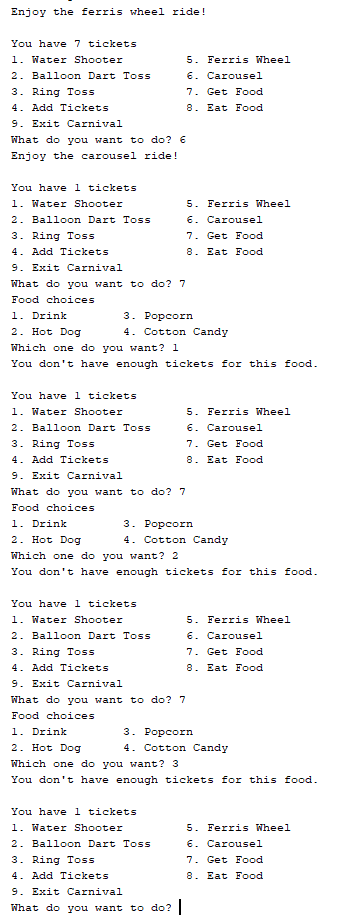 Enjoy the ferris wheel ride!

You have 7 tickets
1. Water Shooter 5. Ferris Wheel
2. Balloon Dart Toss 6. Carousel
3. Ring Toss 7. Get Food
4. Add Tickets 8. Eat Food
9. Exit Carnival
What do you want to do? 6
Enjoy the carousel ride!

You have 1 tickets
1. Water Shooter 5. Ferris Wheel
2. Balloon Dart Toss 6. Carousel
3. Ring Toss 7. Get Food
4. Add Tickets 8. Eat Food
9. Exit Carnival
What do you want to do? 7
Food choices
1. Drink 3. Popcorn
2. Hot Dog 4. Cotton Candy
Which one do you want? 1
You don't have enough tickets for this food.

You have 1 tickets
1. Water Shooter 5. Ferris Wheel
2. Balloon Dart Toss 6. Carousel
3. Ring Toss 7. Get Food
4. Add Tickets 8. Eat Food
9. Exit Carnival
What do you want to do? 7
Food choices
1. Drink 3. Popcorn
2. Hot Dog 4. Cotton Candy
Which one do you want? 2
You don't have enough tickets for this food.

You have 1 tickets
1. Water Shooter 5. Ferris Wheel
2. Balloon Dart Toss 6. Carousel
3. Ring Toss 7. Get Food
4. Add Tickets 8. Eat Food
9. Exit Carnival
What do you want to do? 7
Food choices
1. Drink 3. Popcorn
2. Hot Dog 4. Cotton Candy
Which one do you want? 3
You don't have enough tickets for this food.

You have 1 tickets
1. Water Shooter 5. Ferris Wheel
2. Balloon Dart Toss 6. Carousel
3. Ring Toss 7. Get Food
4. Add Tickets 8. Eat Food
9. Exit Carnival
What do you want to do?